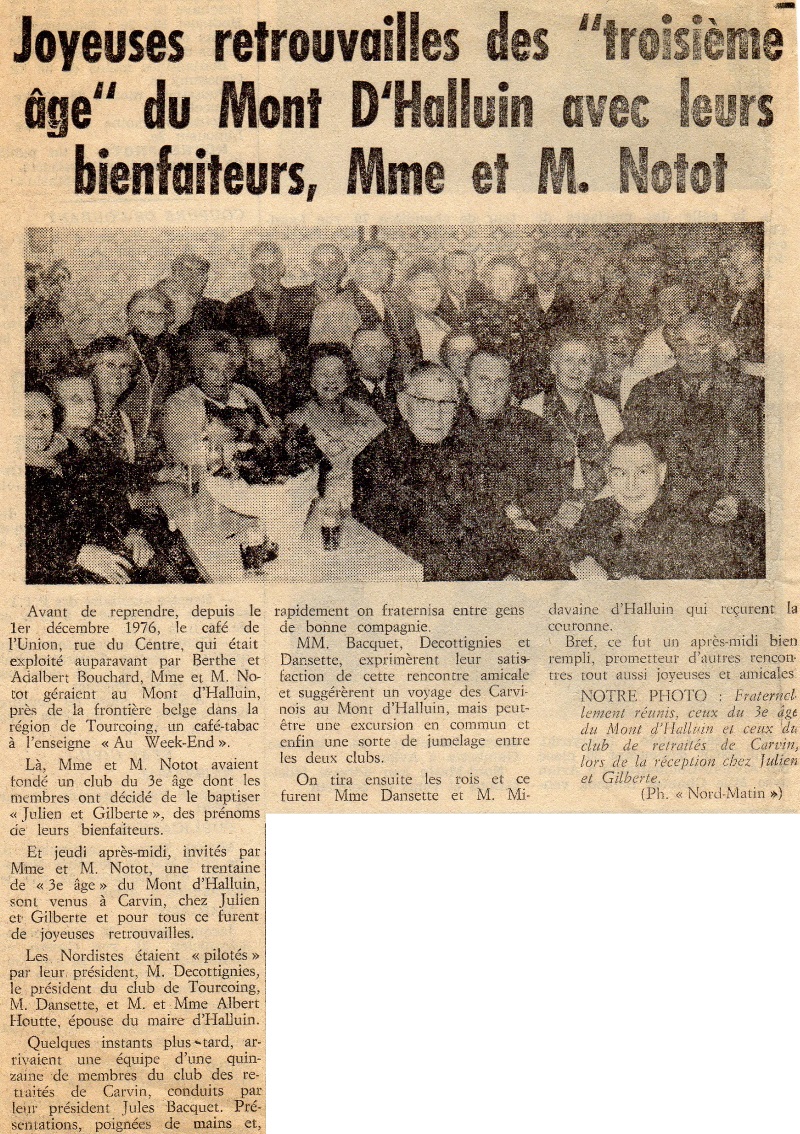 Joyeuses retrouvailles des "troisième
âge" du Mont D'Halluin avec leurs
bienfaiteurs, Mme et M. Notot
Avant de reprendre, depuis le
1er décembre 1976, le café de
l'Union, rue du Centre, qui était
exploité auparavant par Berthe et
Adalbert Bouchard, Mme et M. No-
tot géraient au Mont d'Halluin,
près de la frontière belge dans la
région de Tourcoing, un café-tabac
à l'enseigne « Au Week-End ».
Là, Mme et M. Notot avaient
fondé un club du 3e âge dont les
membres ont décidé de le baptiser
« Julien et Gilberte », des prénoms
de leurs bienfaiteurs.
Et jeudi après-midi, invités par
Mme et M. Notot, une trentaine
de « 3e âge » du Mont d'Halluin,
sont venus à Carvin, chez Julien
et Gilberte et pour tous ce furent
de joyeuses retrouvailles.
Les Nordistes étaient « pilotés »
par leur président, M. Decottignies,
le président du club de Tourcoing,
M. Dansette, et M. et Mme Albert
Houtte, épouse du maire d'Halluin.
Quelques instants plus tard, ar-
rivaient une équipe d'une quin-
zaine de membres du club des re-
traités de Carvin, conduits par
leur président Jules Bacquet. Pré-
sentations, poignées de mains et,
rapidement on fraternisa entre gens
de bonne compagnie.
MM. Bacquet, Decottignies et
Dansette, exprimèrent leur satis-
faction de cette rencontre amicale
et suggérèrent un voyage des Carvi-
nois au Mont d'Halluin, mais peut-
être une excursion en commun et
enfin une sorte de jumelage entre
les deux clubs.
On tira ensuite les rois et ce
furent Mme Dansette et M. Mi-
davaine d'Halluin qui reçurent la
couronne.
Bref, ce fut un après-midi bien
rempli, prometteur d'autres rencon-
tres tout aussi joyeuses et amicales
NOTRE PHOTO : Fraternel-
lement réunis, ceux du 3e âge
du Mont d'Halluin et ceux du
club de retraités de Carvin,
lors de la réception chez Julien
et Gilberte.
(Ph. « Nord-Matin »)